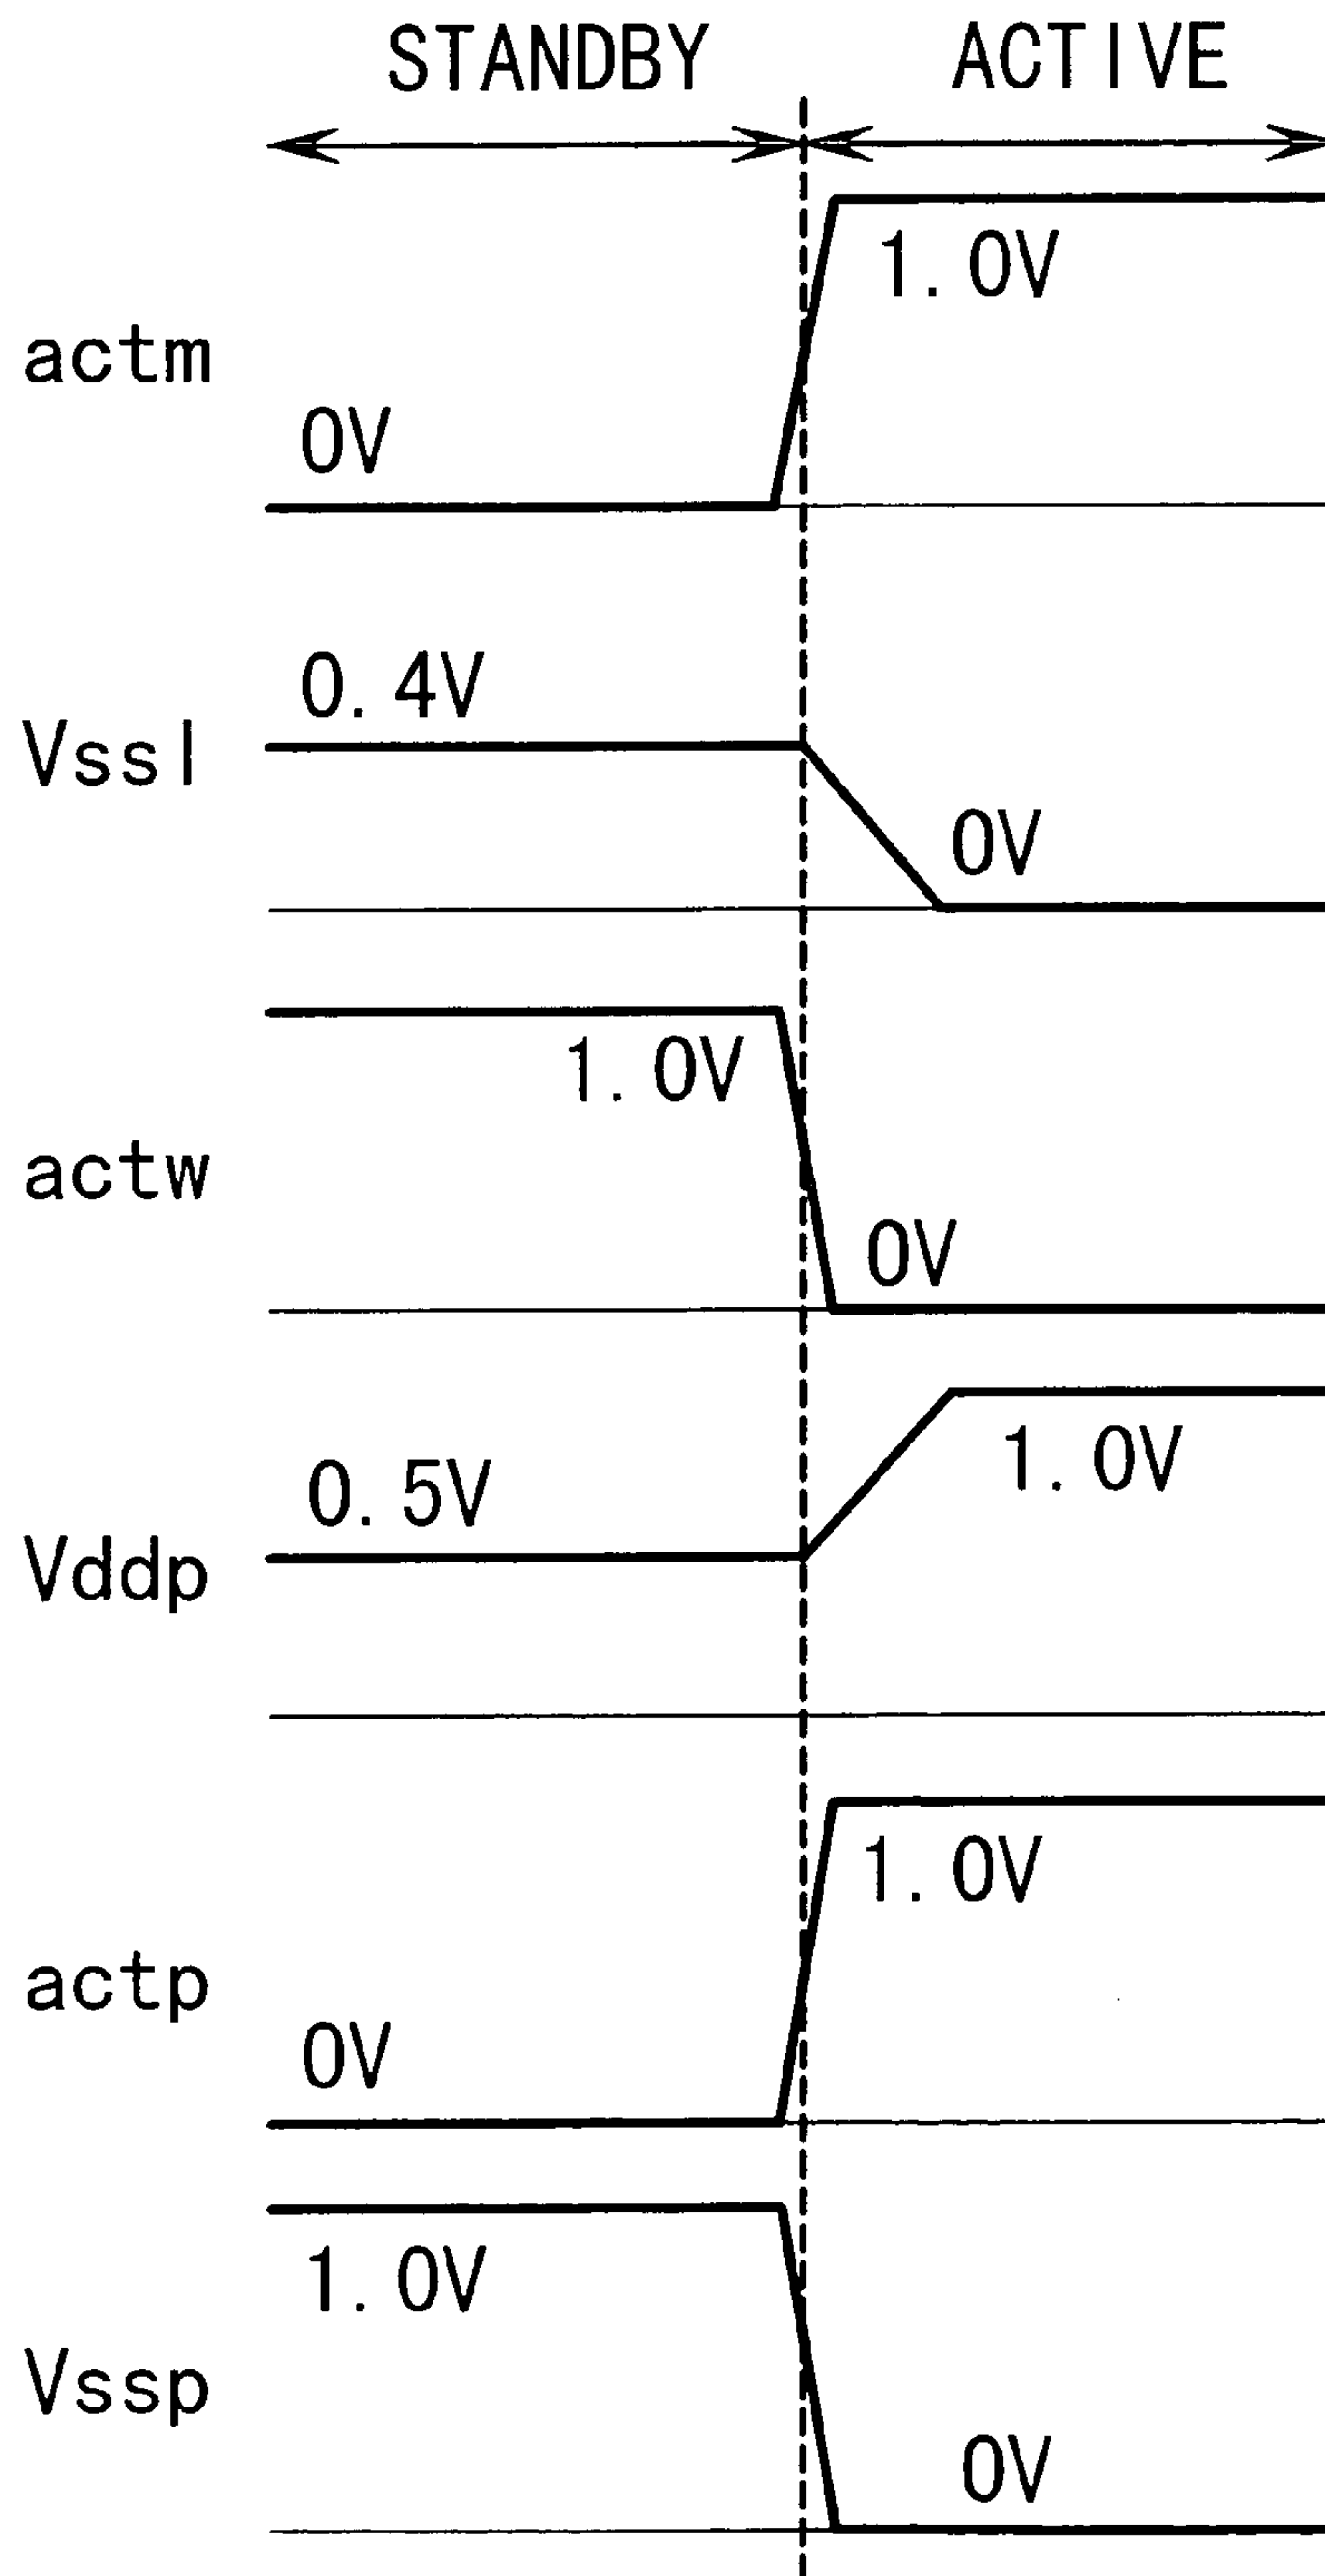 STANDBY ACTIVE
1.0V
actm
0V
0.4V
Vssl
0V
1.0V
actw
0V
1.0V
0.5V
Vddp
1.0V
actp
0V
1.0V
Vssp
0V